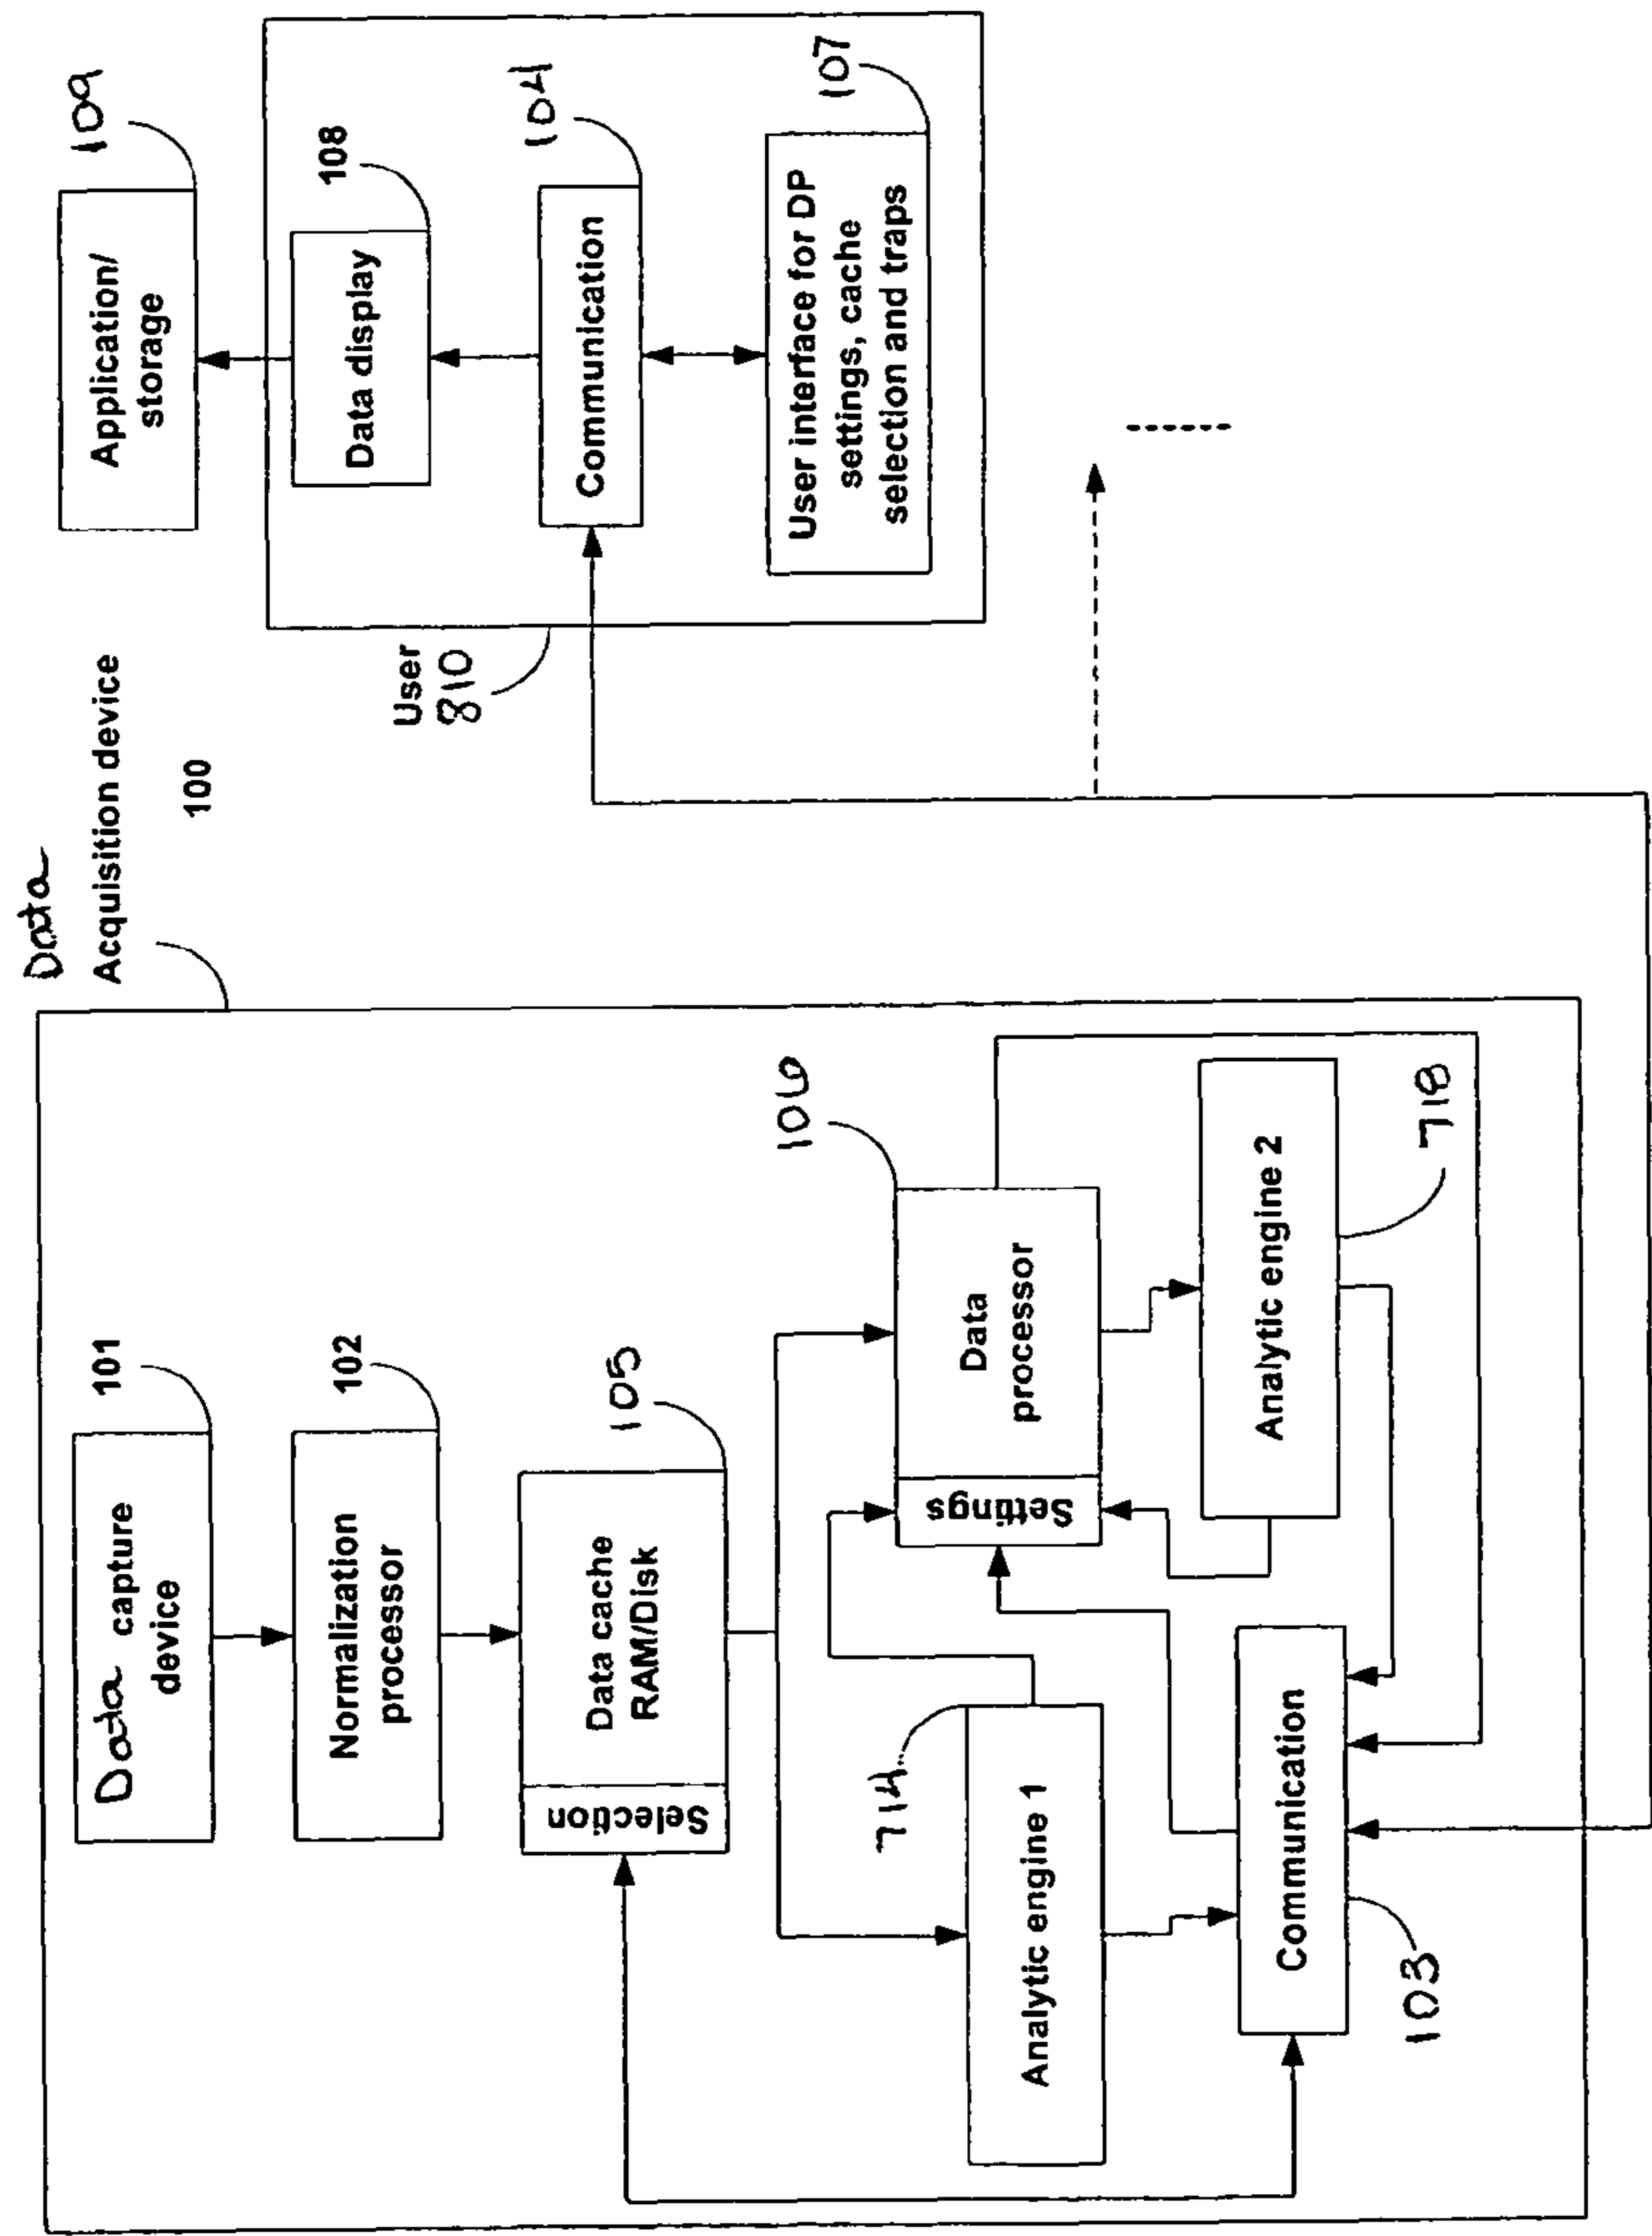 Data
Acquisition device
100
Data capture
device
101
Normalization
processor
102
Data cache
RAM/Disk
Selection
105
Data
processor
Settings
106
Analytic engine 1
714
Analytic engine 2
718
Communication
103
User
810
Application/
storage
109
Data display
108
Communication
104
User interface for DP
settings, cache
selection and traps
107